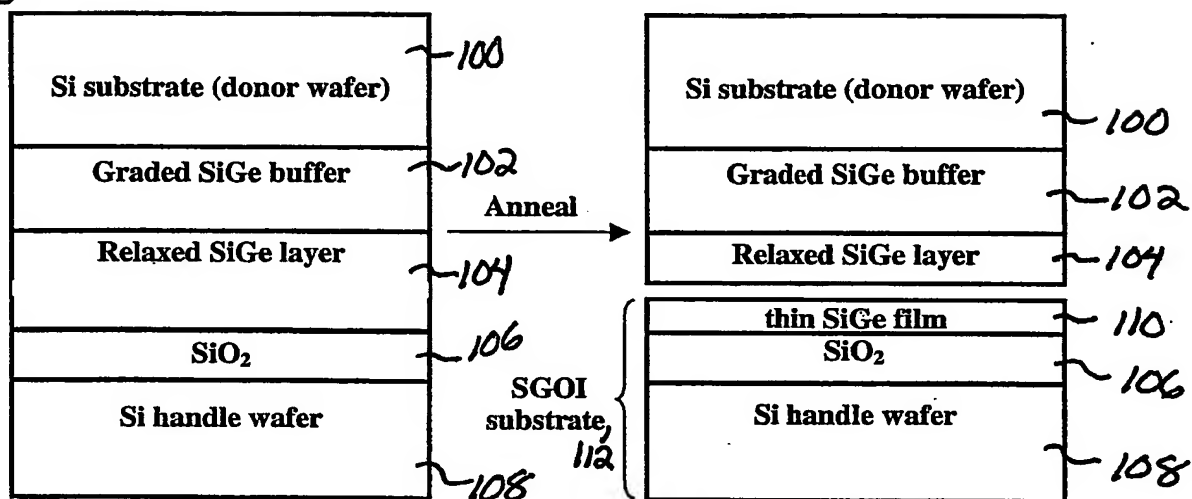 Si substrate (donor wafer)
100
Graded SiGe buffer
102
Relaxed SiGe layer
104
SiO₂
106
Si handle wafer
108
Anneal
Si substrate (donor wafer)
100
Graded SiGe buffer
102
Relaxed SiGe layer
104
thin SiGe film
110
SiO₂
106
SGOI
substrate,
112
Si handle wafer
108